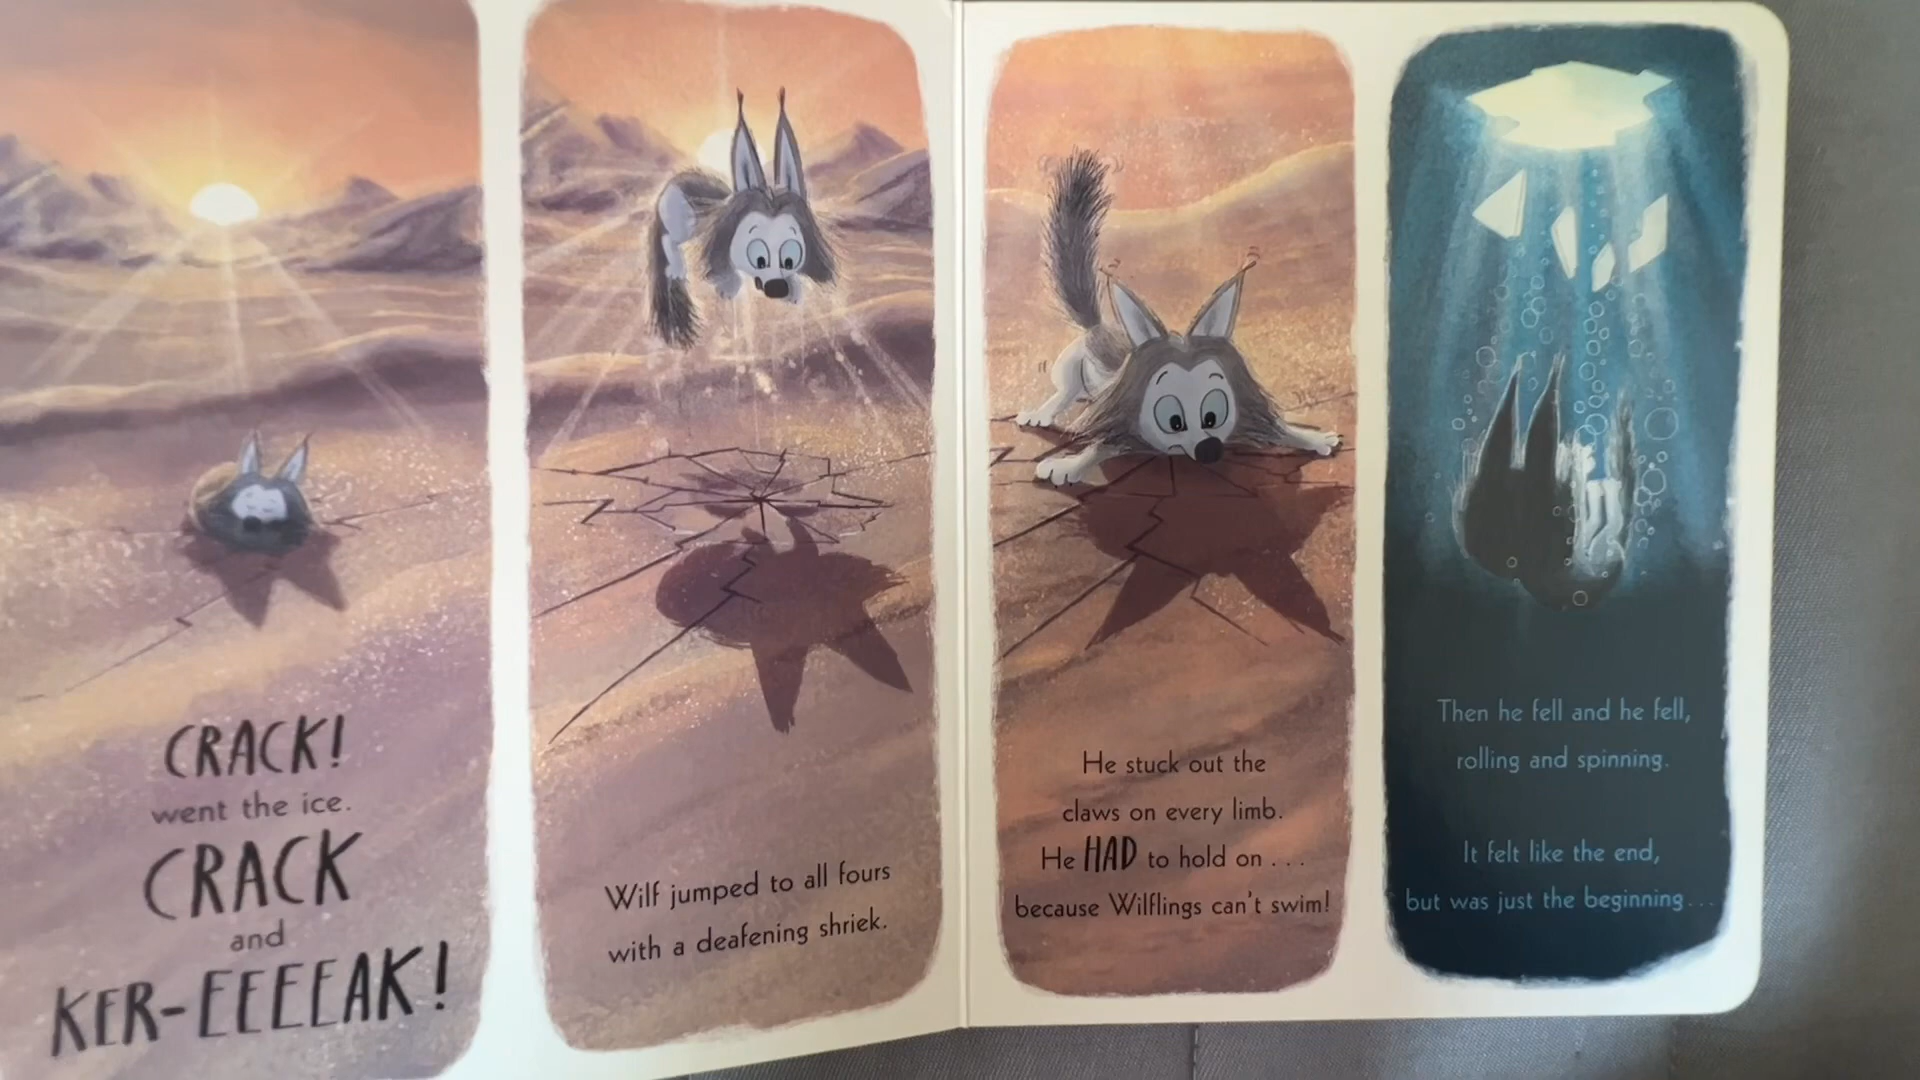 CRACK!
went the ice.
CRACK
and
KER-EEEEAK!
Wilf jumped to all fours
with a deafening shriek.
He stuck out the
claws on every limb.
He HAD to hold on . . .
because Wilflings can't swim!
Then he fell and he fell,
rolling and spinning.
It felt like the end,
but was just the beginning . . .